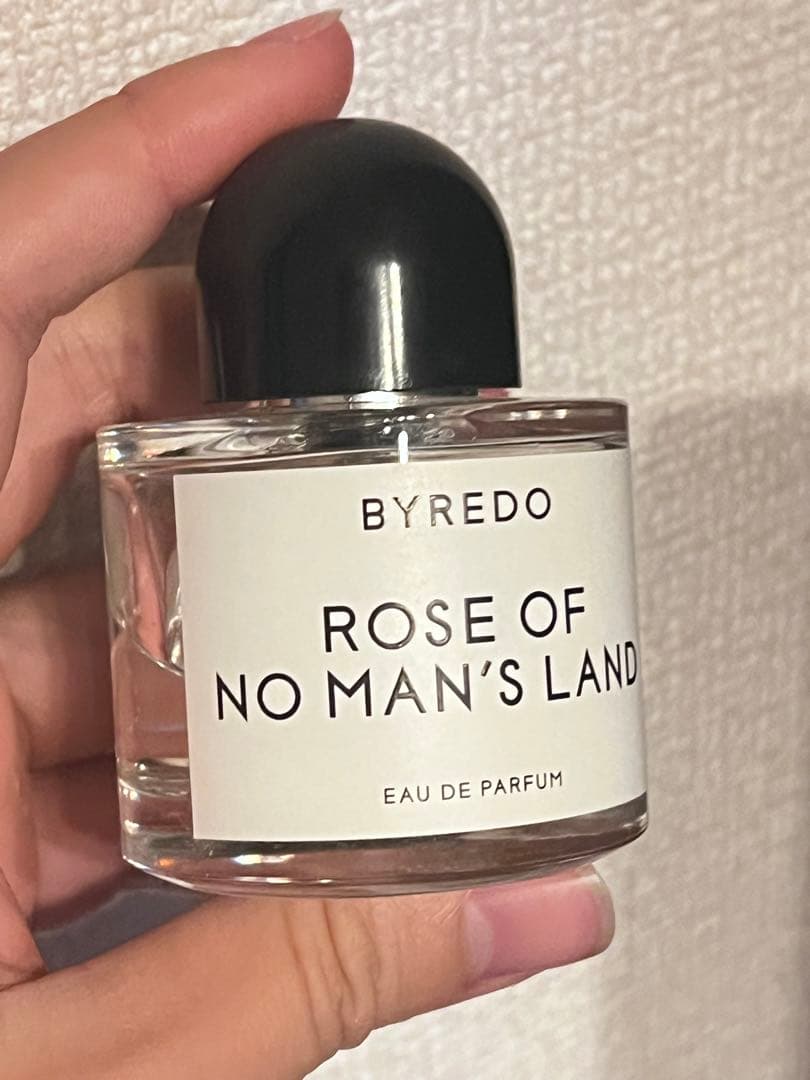 BYREDO
ROSE OF
NO MAN'S LAND
EAU DE PARFUM